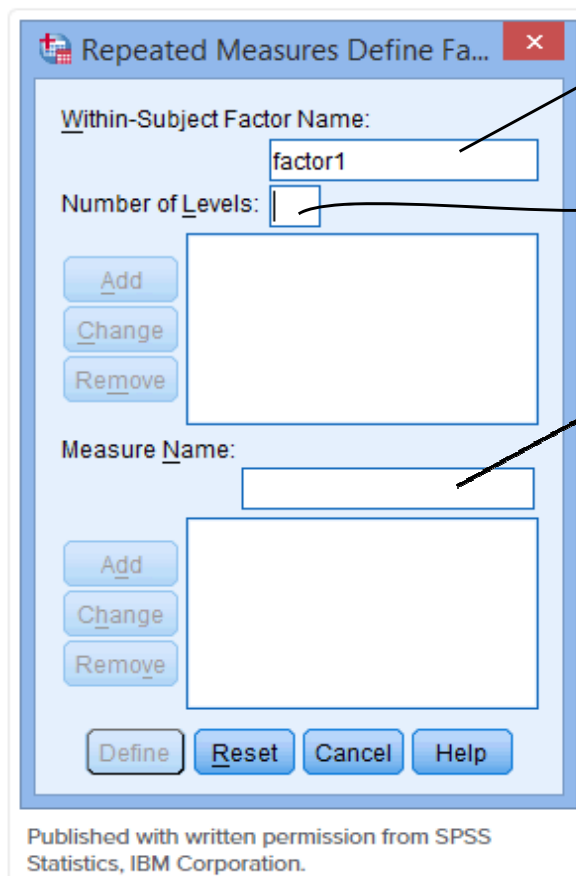 Repeated Measures Define Fa...
Within-Subject Factor Name:
factor1
Number of Levels:
Add
Change
Remove
Measure Name:
Add
Change
Remove
Define Reset Cancel Help
Published with written permission from SPSS
Statistics, IBM Corporation.